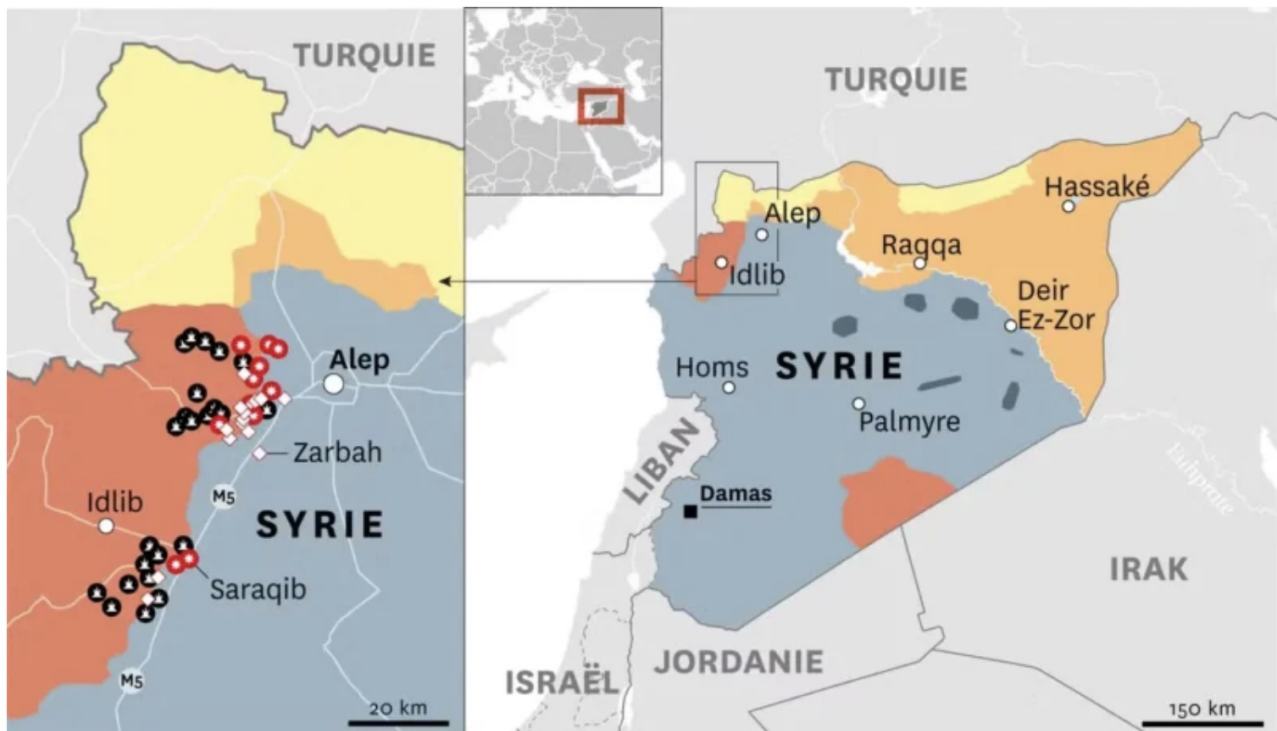 TURQUIE
Alep
Zarbah
M5
Idlib
SYRIE
Saraqib
M5
20 km
TURQUIE
Hassaké
Alep
Raqqa
Idlib
Deir
Ez-Zor
Homs
SYRIE
Palmyre
LIBAN
Damas
Euphrate
IRAK
JORDANIE
ISRAËL
150 km